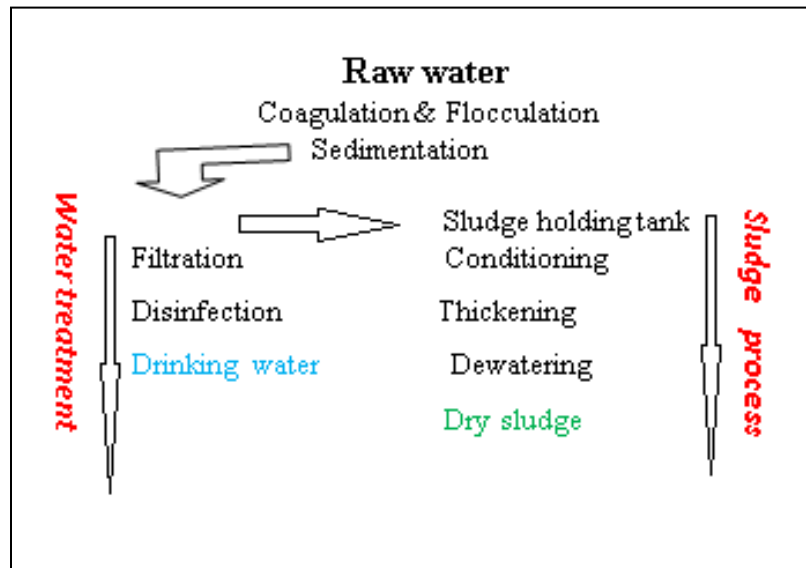 Raw water
Coagulation & Flocculation
Sedimentation
Water treatment
Filtration
Disinfection
Drinking water
Sludge holding tank
Conditioning
Thickening
Dewatering
Dry sludge
Sludge process